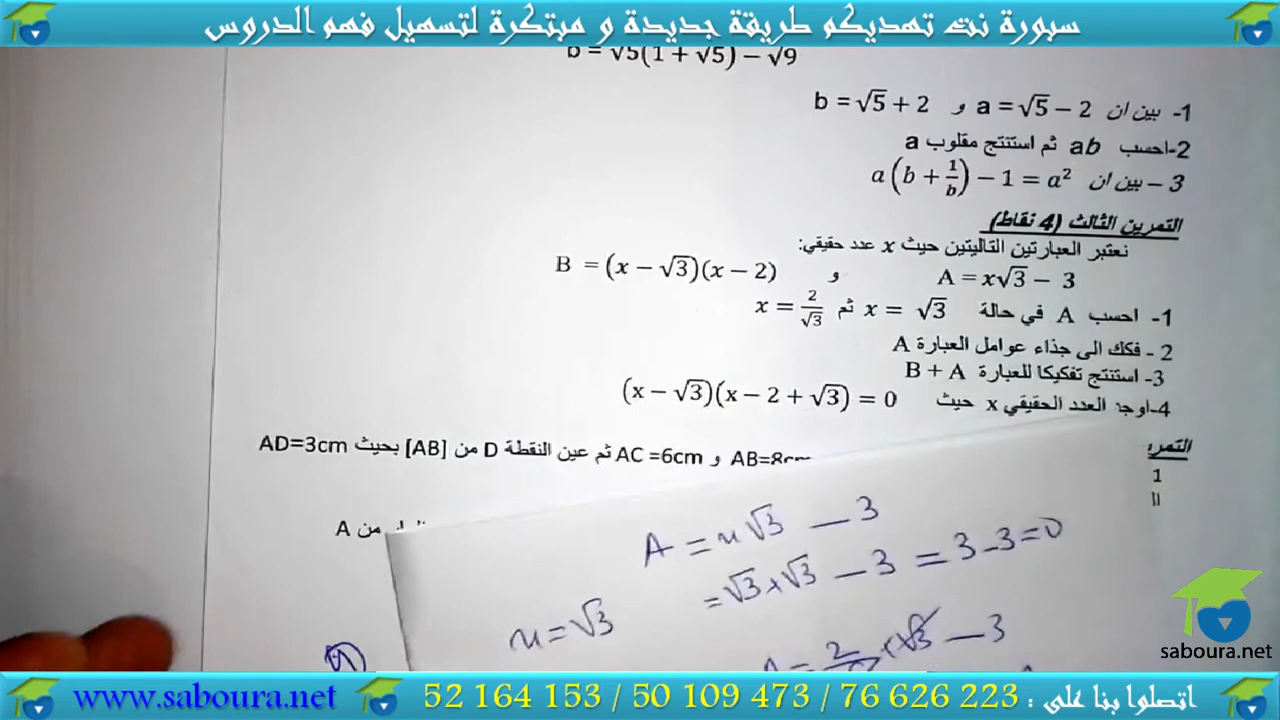 سبورة نت تهديكم طريقة جديدة و مبتكرة لتسهيل فهم الدروس
b = √5(1 + √5) − √9
1- بين ان a = √5 − 2 و b = √5 + 2
2-احسب ab ثم استنتج مقلوب a
3 – بين ان a(b + 1/b) − 1 = a²
التمرين الثالث (4 نقاط)
نعتبر العبارتين التاليتين حيث x عدد حقيقي:
A = x√3 − 3 و B = (x − √3)(x − 2)
1- احسب A في حالة x = √3 ثم x = 2/√3
2 - فكك الى جذاء عوامل العبارة A
3- استنتج تفكيكا للعبارة B + A
4-اوجد العدد الحقيقي x حيث (x − √3)(x − 2 + √3) = 0
AB=8cm و AC =6cm ثم عين النقطة D من [AB] بحيث AD=3cm
1
من A
A = x√3 − 3
= √3 × √3 − 3 = 3 - 3 = 0
x = √3
saboura.net
www.saboura.net
اتصلوا بنا على : 52 164 153 / 50 109 473 / 76 626 223